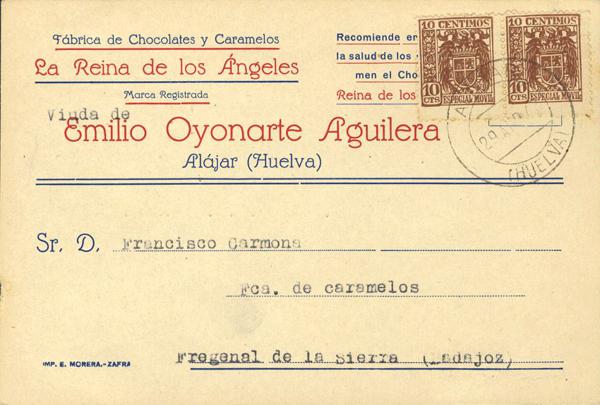 Fábrica de Chocolates y Caramelos
La Reina de los Ángeles
Marca Registrada
Viuda de
Emilio Oyonarte Aguilera
Alájar (Huelva)
Recomiende
la salud de los
men el Cho
Reina de los
10 CENTIMOS
10 CTS
ESPECIAL MOVIL
10 CENTIMOS
10 CTS
ESPECIAL MOVIL
(HUELVA)
Sr. D. Francisco Carmona
Fca. de caramelos
Fregenal de la Sierra (Badajoz)
IMP. E. MORERA.-ZAFRA